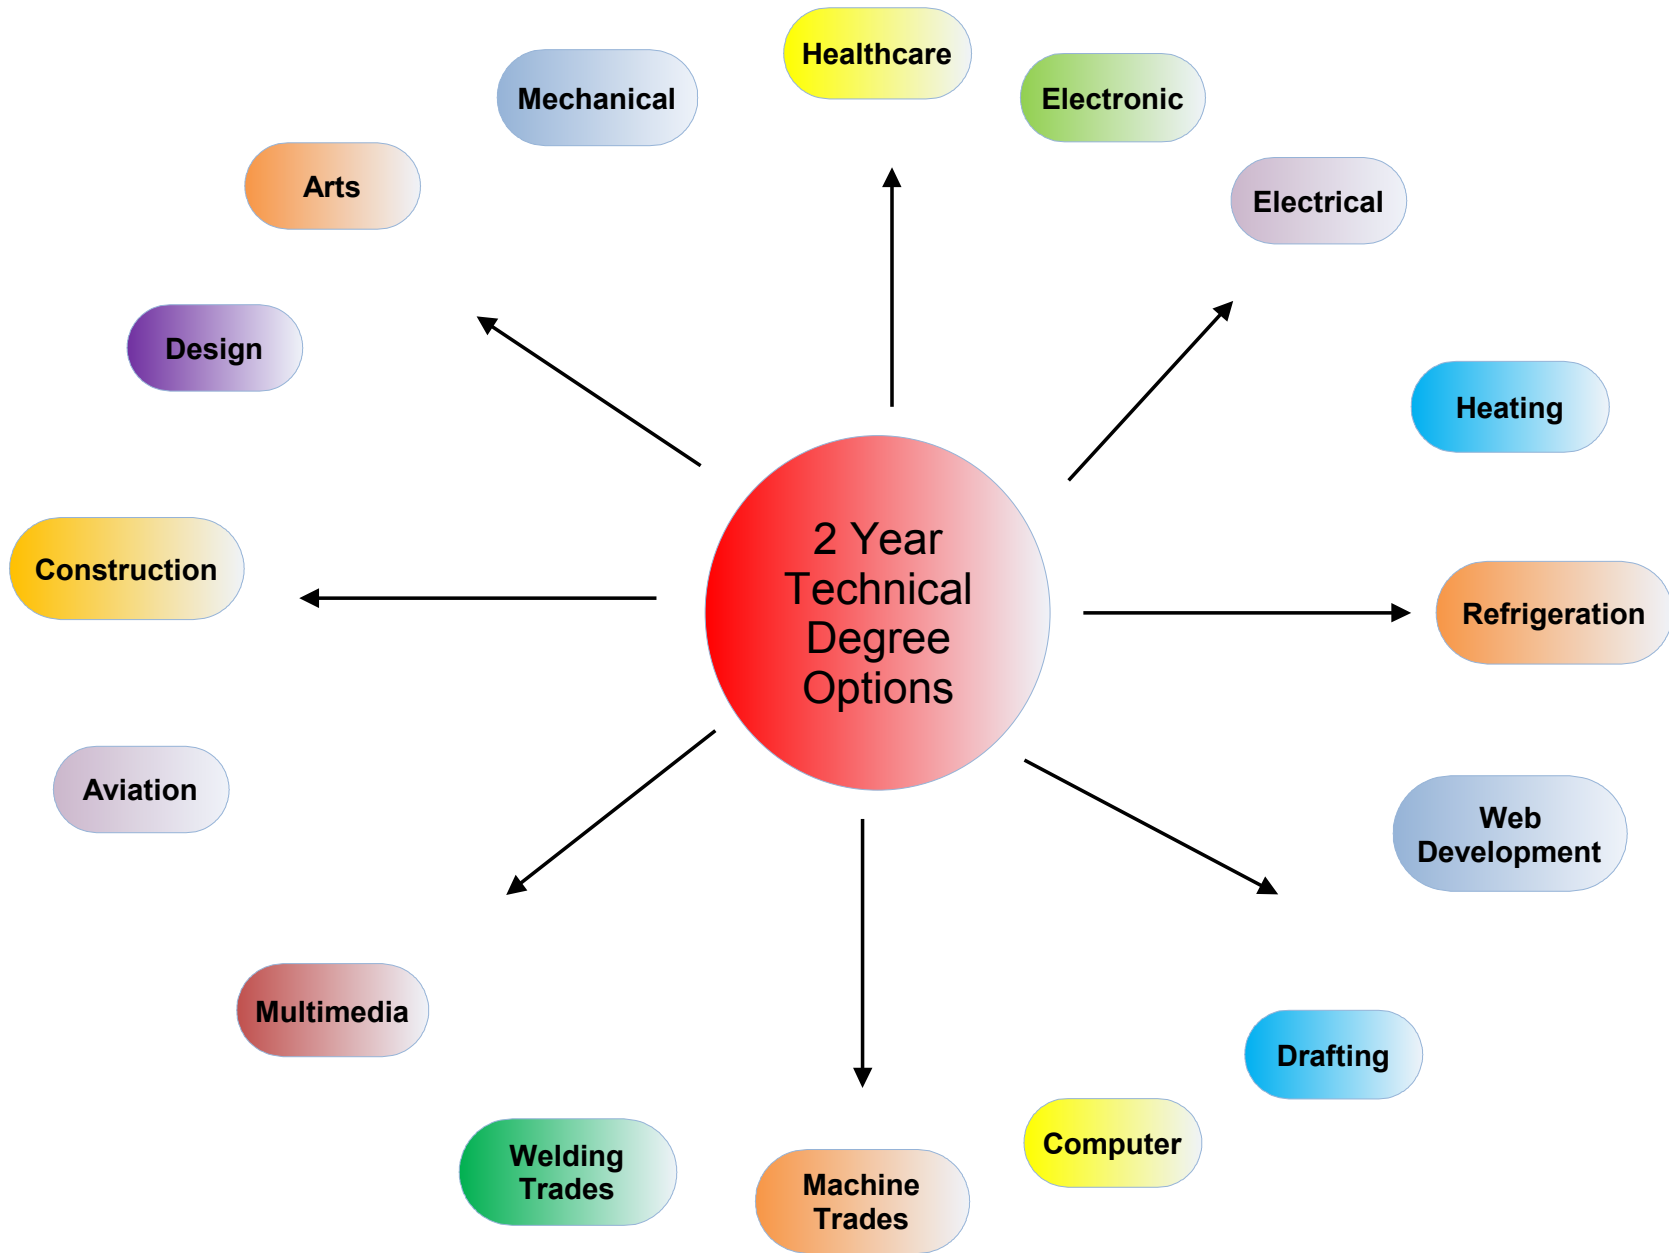 Healthcare
Mechanical
Electronic
Arts
Electrical
Design
Heating
2 Year
Technical
Degree
Options
Construction
Refrigeration
Aviation
Web
Development
Multimedia
Drafting
Computer
Welding
Trades
Machine
Trades